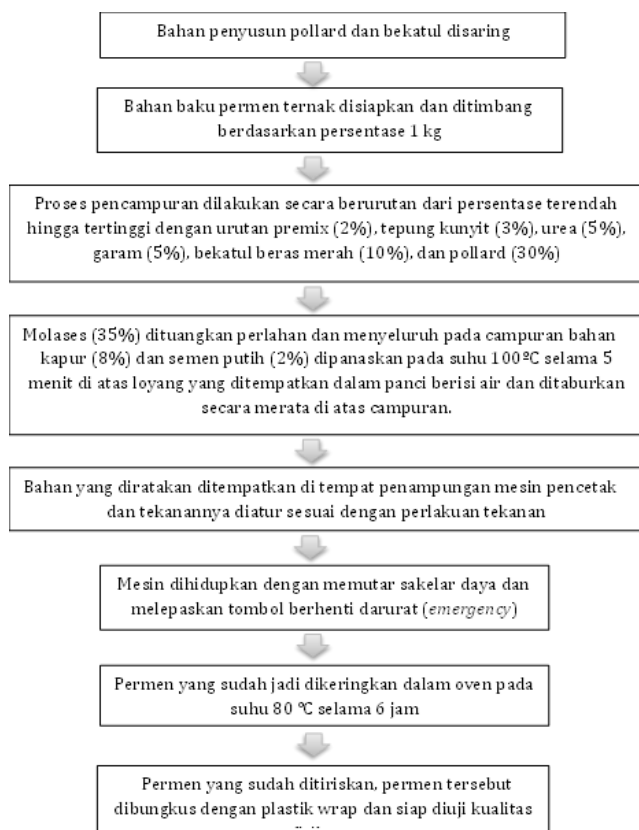 Bahan penyusun pollard dan bekatul disaring
Bahan baku permen ternak disiapkan dan ditimbang
berdasarkan persentase 1 kg
Proses pencampuran dilakukan secara berurutan dari persentase terendah
hingga tertinggi dengan urutan premix (2%), tepung kunyit (3%), urea (5%),
garam (5%), bekatul beras merah (10%), dan pollard (30%)
Molases (35%) dituangkan perlahan dan menyeluruh pada campuran bahan
kapur (8%) dan semen putih (2%) dipanaskan pada suhu 100ºC selama 5
menit di atas loyang yang ditempatkan dalam panci berisi air dan ditaburkan
secara merata di atas campuran.
Bahan yang diratakan ditempatkan di tempat penampungan mesin pencetak
dan tekanannya diatur sesuai dengan perlakuan tekanan
Mesin dihidupkan dengan memutar sakelar daya dan
melepaskan tombol berhenti darurat (emergency)
Permen yang sudah jadi dikeringkan dalam oven pada
suhu 80 ºC selama 6 jam
Permen yang sudah ditiriskan, permen tersebut
dibungkus dengan plastik wrap dan siap diuji kualitas